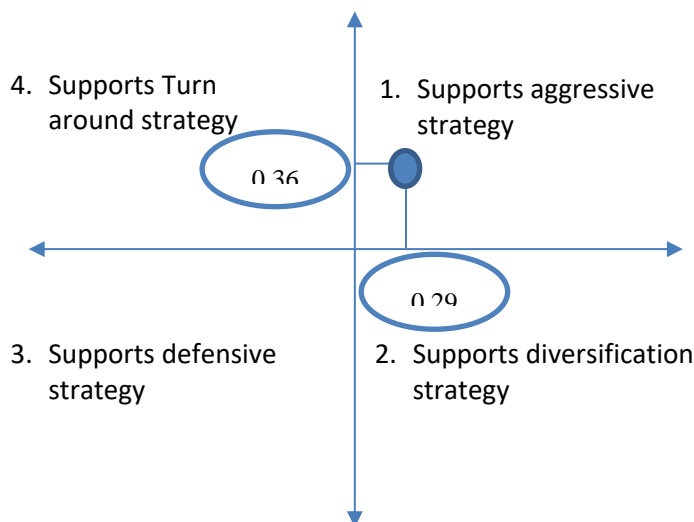 4. Supports Turn
around strategy
1. Supports aggressive
strategy
0.36
0.29
3. Supports defensive
strategy
2. Supports diversification
strategy